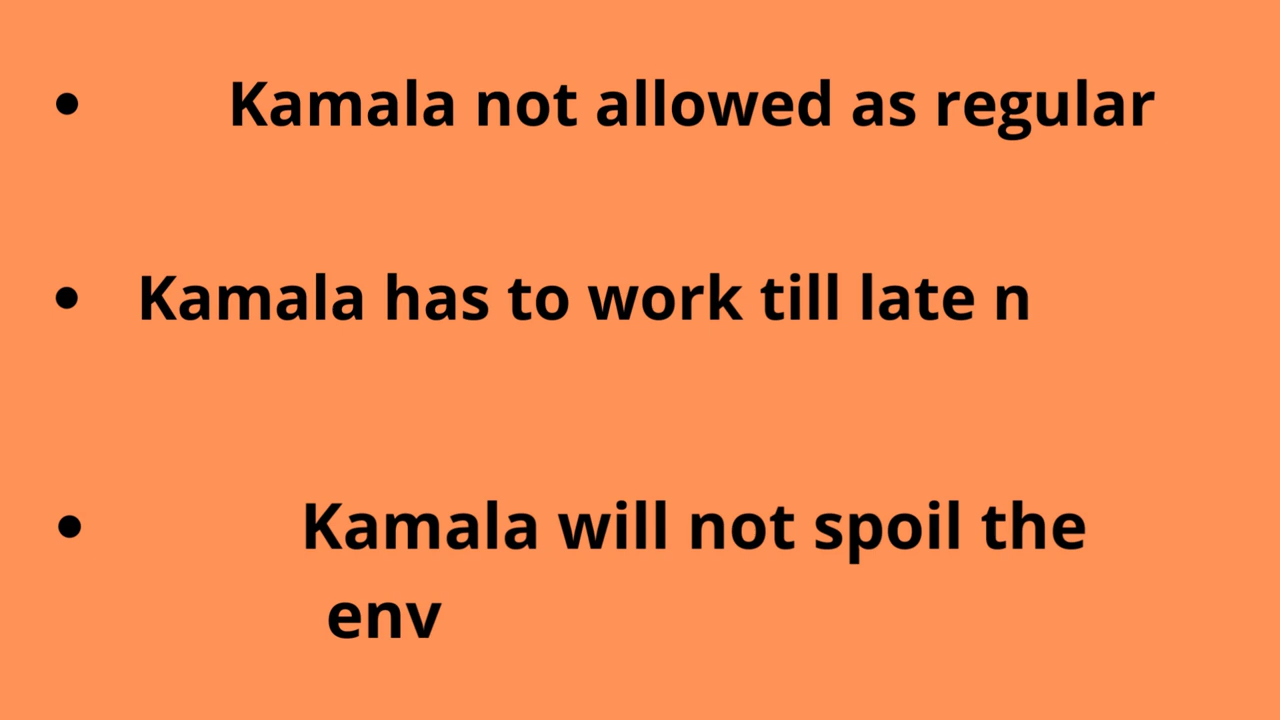 • Kamala not allowed as regular
• Kamala has to work till late n
• Kamala will not spoil the
env